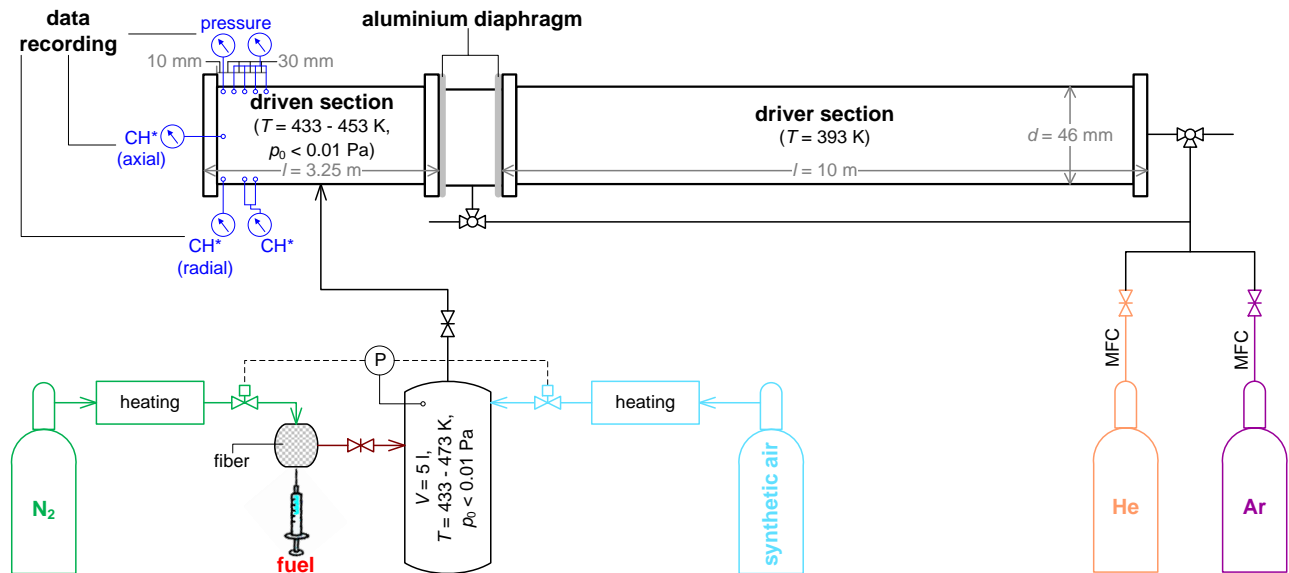 data
recording
pressure
aluminium diaphragm
10 mm
30 mm
driven section
(T = 433 - 453 K,
p₀ < 0.01 Pa)
l = 3.25 m
driver section
(T = 393 K)
d = 46 mm
l = 10 m
CH*
(axial)
CH*
(radial)
CH*
MFC
MFC
P
heating
heating
fiber
V = 5 l,
T = 433 - 473 K,
p₀ < 0.01 Pa
N₂
fuel
synthetic air
He
Ar